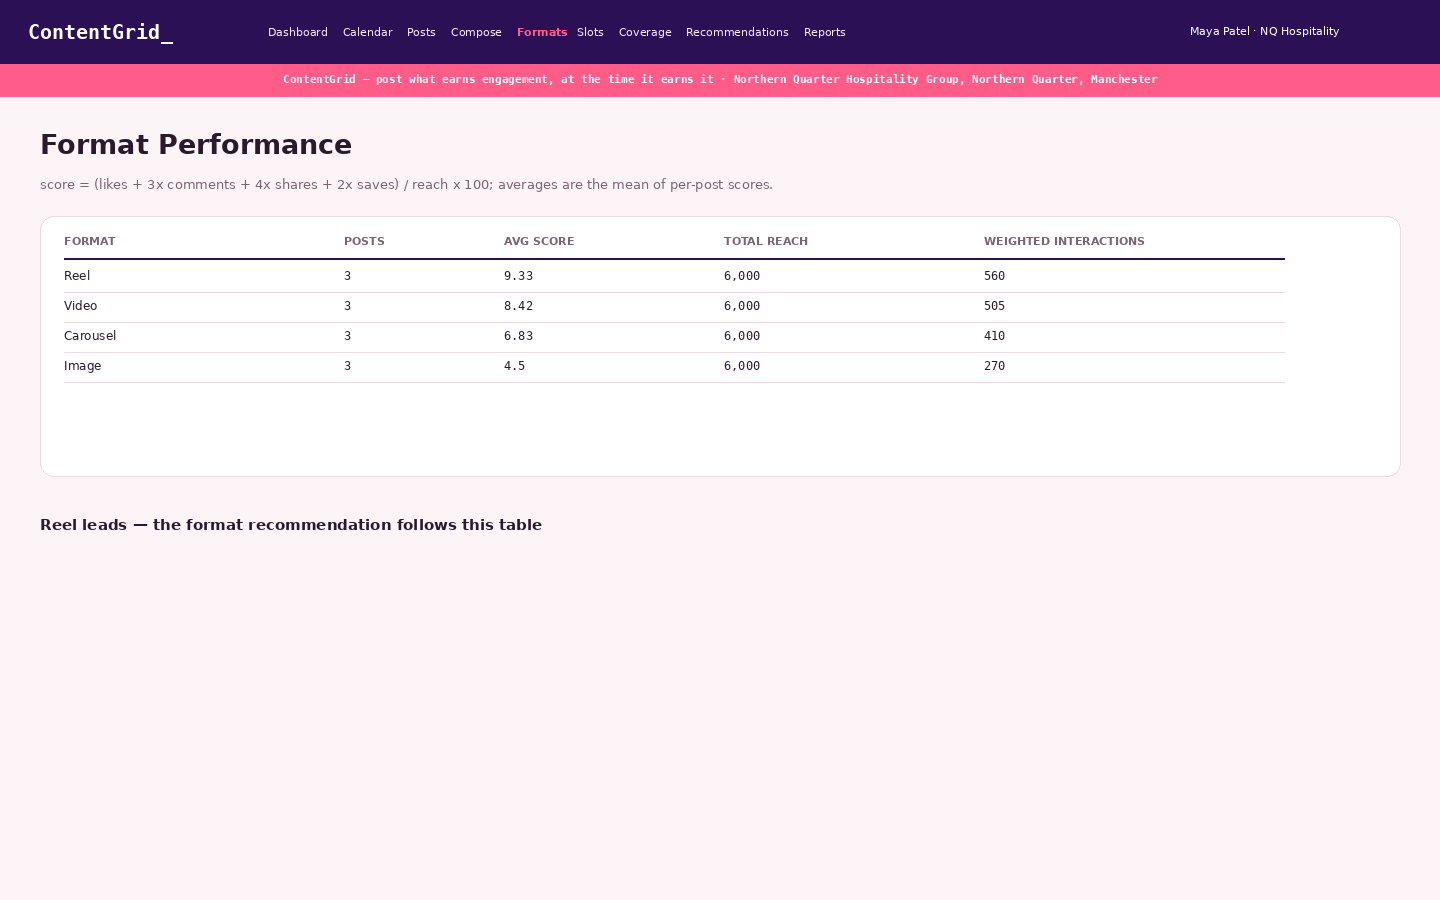 ContentGrid_ Dashboard Calendar Posts Compose Formats Slots Coverage Recommendations Reports Maya Patel · NQ Hospitality
ContentGrid — post what earns engagement, at the time it earns it · Northern Quarter Hospitality Group, Northern Quarter, Manchester
Format Performance
score = (likes + 3x comments + 4x shares + 2x saves) / reach x 100; averages are the mean of per-post scores.
FORMAT POSTS AVG SCORE TOTAL REACH WEIGHTED INTERACTIONS
Reel 3 9.33 6,000 560
Video 3 8.42 6,000 505
Carousel 3 6.83 6,000 410
Image 3 4.5 6,000 270
Reel leads — the format recommendation follows this table